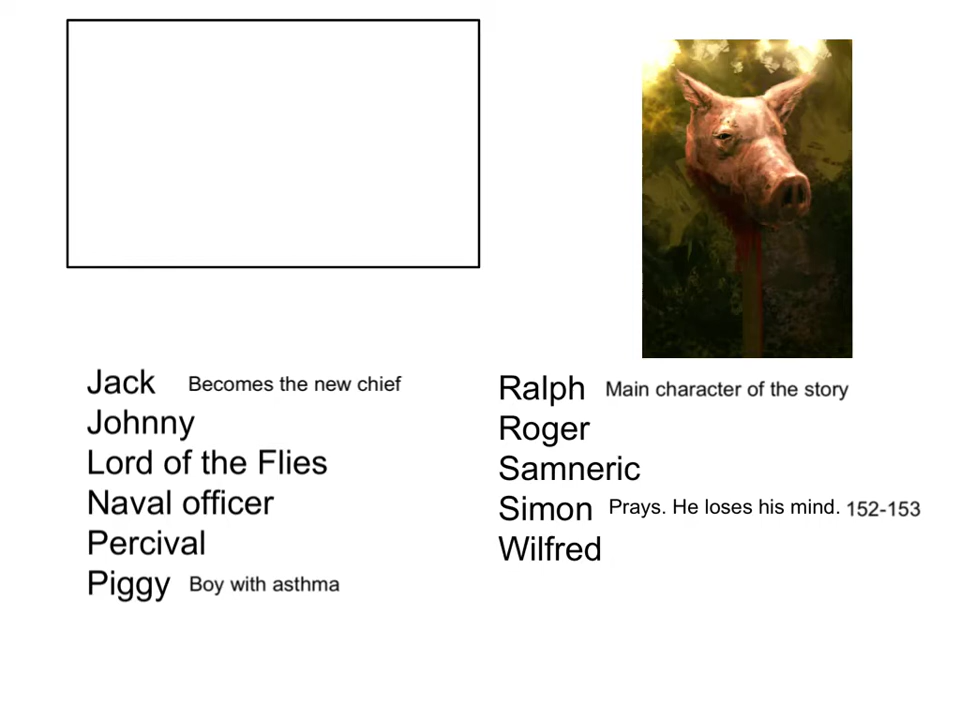 Jack Becomes the new chief
Johnny
Lord of the Flies
Naval officer
Percival
Piggy Boy with asthma
Ralph Main character of the story
Roger
Samneric
Simon Prays. He loses his mind. 152-153
Wilfred